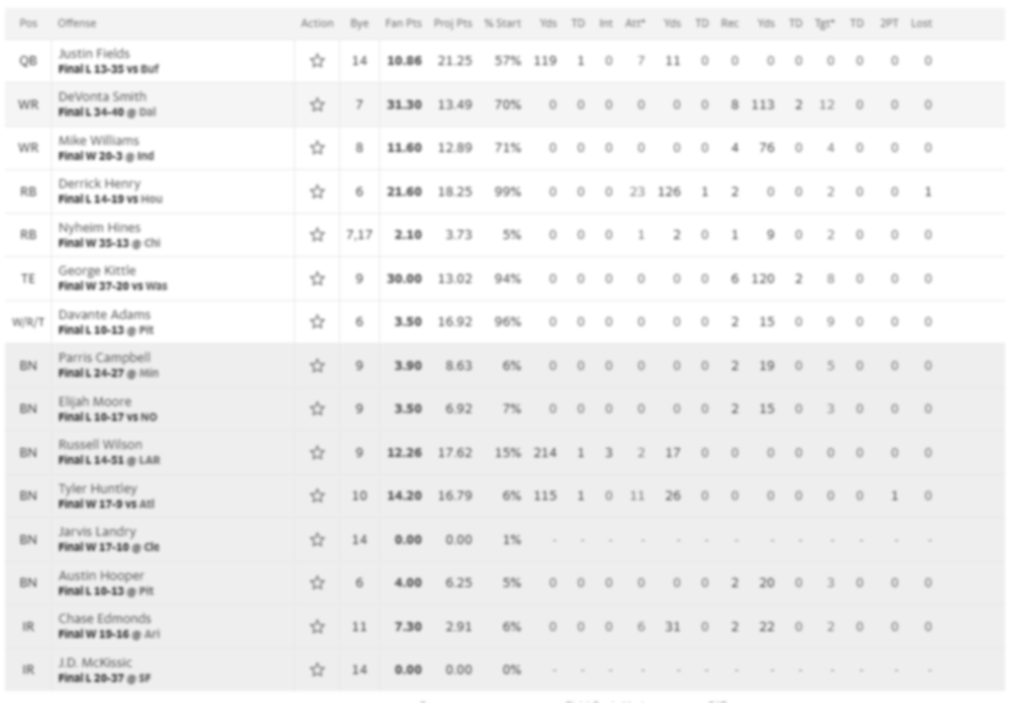 Pos Offense Action Bye Fan Pts Proj Pts % Start Yds TD Int Att* Yds TD Rec Yds TD Tgt* TD 2PT Lost
QB Justin Fields 14 10.86 21.25 57% 119 1 0 7 11 0 0 0 0 0 0 0 0
Final L 13-35 vs Buf
WR DeVonta Smith 7 31.30 13.49 70% 0 0 0 0 0 0 8 113 2 12 0 0 0
Final L 34-40 @ Dal
WR Mike Williams 8 11.60 12.89 71% 0 0 0 0 0 0 4 76 0 4 0 0 0
Final W 20-3 @ Ind
RB Derrick Henry 6 21.60 18.25 99% 0 0 0 23 126 1 2 0 0 2 0 0 1
Final L 14-19 vs Hou
RB Nyheim Hines 7,17 2.10 3.73 5% 0 0 0 1 2 0 1 9 0 2 0 0 0
Final W 35-13 @ Chi
TE George Kittle 9 30.00 13.02 94% 0 0 0 0 0 0 6 120 2 8 0 0 0
Final W 37-20 vs Was
W/R/T Davante Adams 6 3.50 16.92 96% 0 0 0 0 0 0 2 15 0 9 0 0 0
Final L 10-13 @ Pit
BN Parris Campbell 9 3.90 8.63 6% 0 0 0 0 0 0 2 19 0 5 0 0 0
Final L 24-27 @ Min
BN Elijah Moore 9 3.50 6.92 7% 0 0 0 0 0 0 2 15 0 3 0 0 0
Final L 10-17 vs NO
BN Russell Wilson 9 12.26 17.62 15% 214 1 3 2 17 0 0 0 0 0 0 0 0
Final L 14-51 @ LAR
BN Tyler Huntley 10 14.20 16.79 6% 115 1 0 11 26 0 0 0 0 0 0 1 0
Final W 17-9 vs Atl
BN Jarvis Landry 14 0.00 0.00 1% - - - - - - - - - - - - -
Final W 17-10 @ Cle
BN Austin Hooper 6 4.00 6.25 5% 0 0 0 0 0 0 2 20 0 3 0 0 0
Final L 10-13 @ Pit
IR Chase Edmonds 11 7.30 2.91 6% 0 0 0 6 31 0 2 22 0 2 0 0 0
Final W 19-16 @ Ari
IR J.D. McKissic 14 0.00 0.00 0% - - - - - - - - - - - - -
Final L 20-37 @ SF